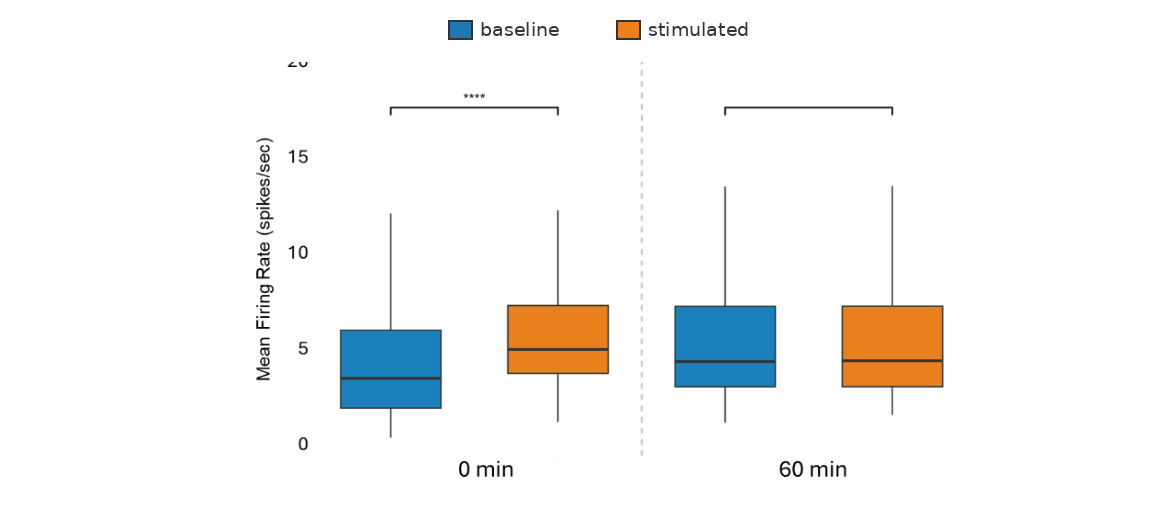 baseline
stimulated
20
****
Mean Firing Rate (spikes/sec)
15
10
5
0
0 min
60 min